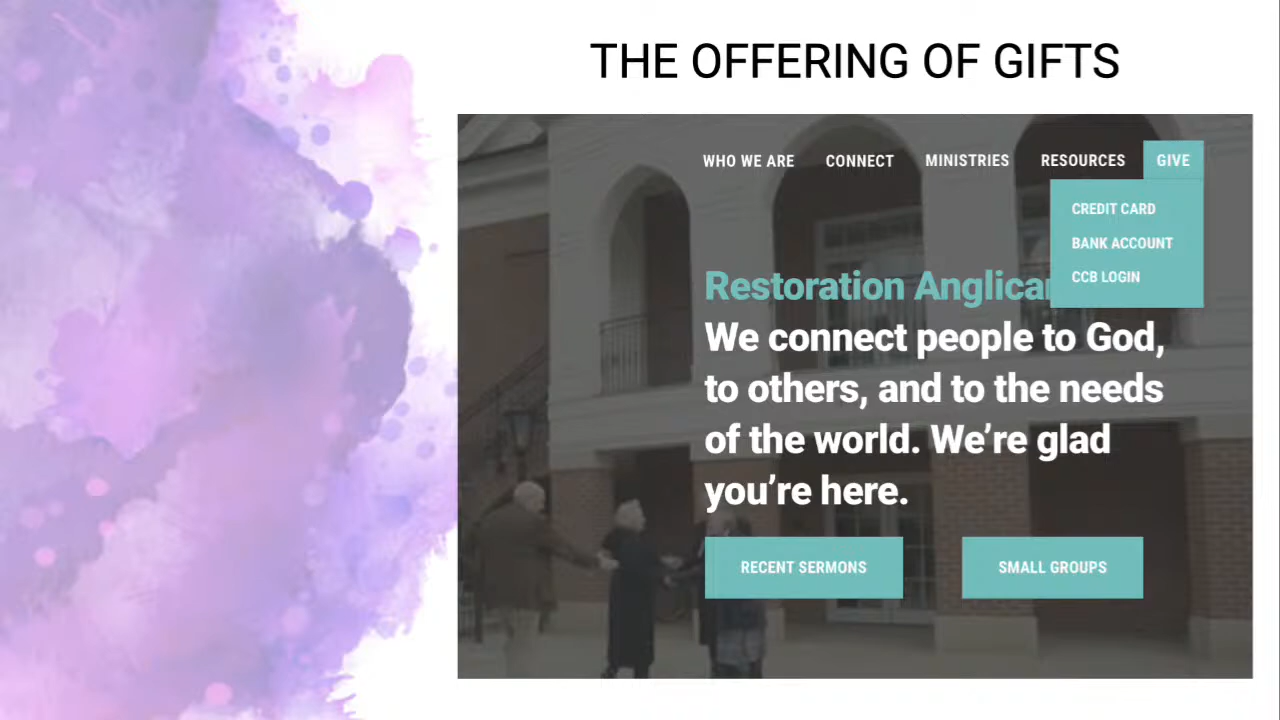 THE OFFERING OF GIFTS
WHO WE ARE CONNECT MINISTRIES RESOURCES GIVE
CREDIT CARD
BANK ACCOUNT
CCB LOGIN
Restoration Anglican
We connect people to God,
to others, and to the needs
of the world. We’re glad
you’re here.
RECENT SERMONS SMALL GROUPS